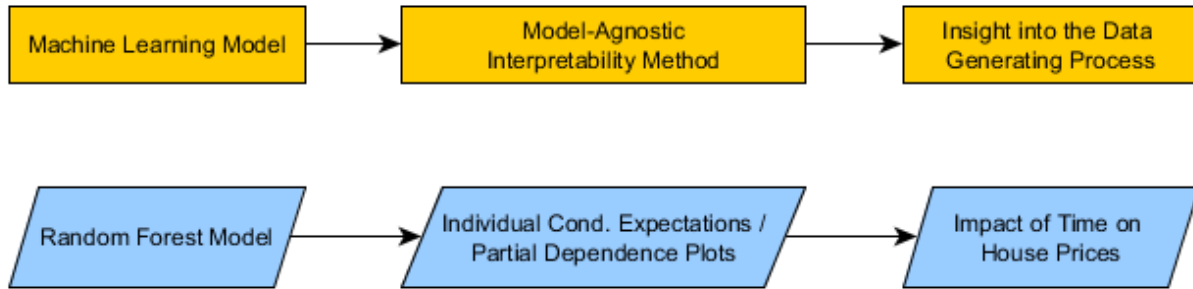 Machine Learning Model
Model-Agnostic
Interpretability Method
Insight into the Data
Generating Process
Random Forest Model
Individual Cond. Expectations /
Partial Dependence Plots
Impact of Time on
House Prices